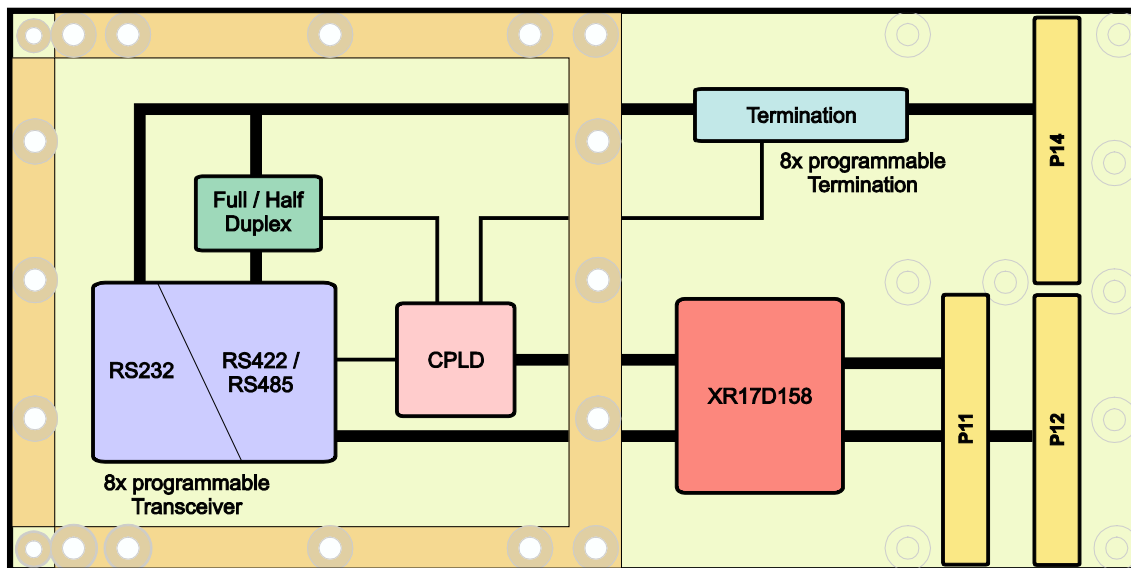 Termination
P14
8x programmable
Termination
Full / Half
Duplex
RS232
RS422 /
RS485
CPLD
XR17D158
P11
P12
8x programmable
Transceiver